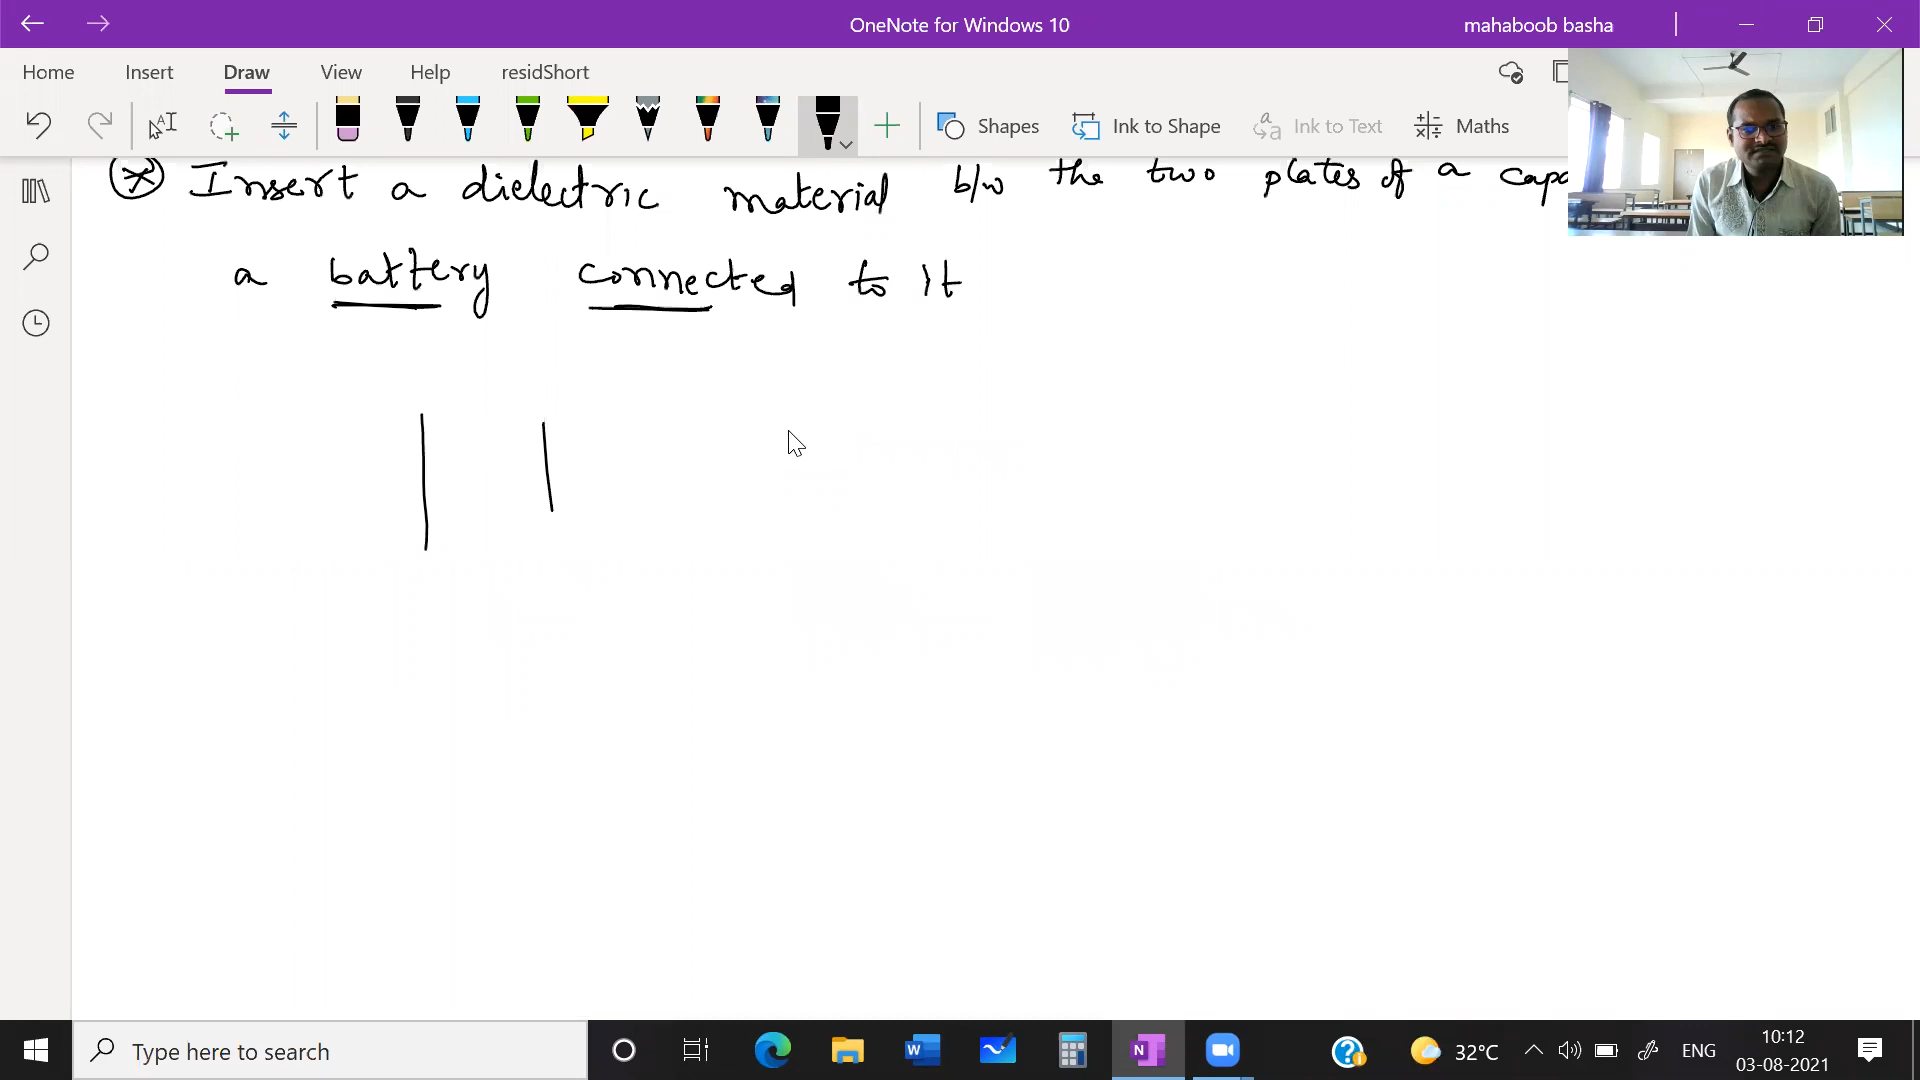 OneNote for Windows 10
mahaboob basha
Home Insert Draw View Help residShort
Shapes Ink to Shape Ink to Text Maths
Insert a dielectric material b/w the two plates of a capa
a battery connected to it
Type here to search
32°C ENG 10:12
03-08-2021